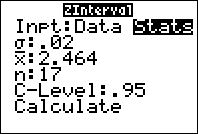 ZInterval
Inpt:Data Stats
σ:.02
x̄:2.464
n:17
C-Level:.95
Calculate